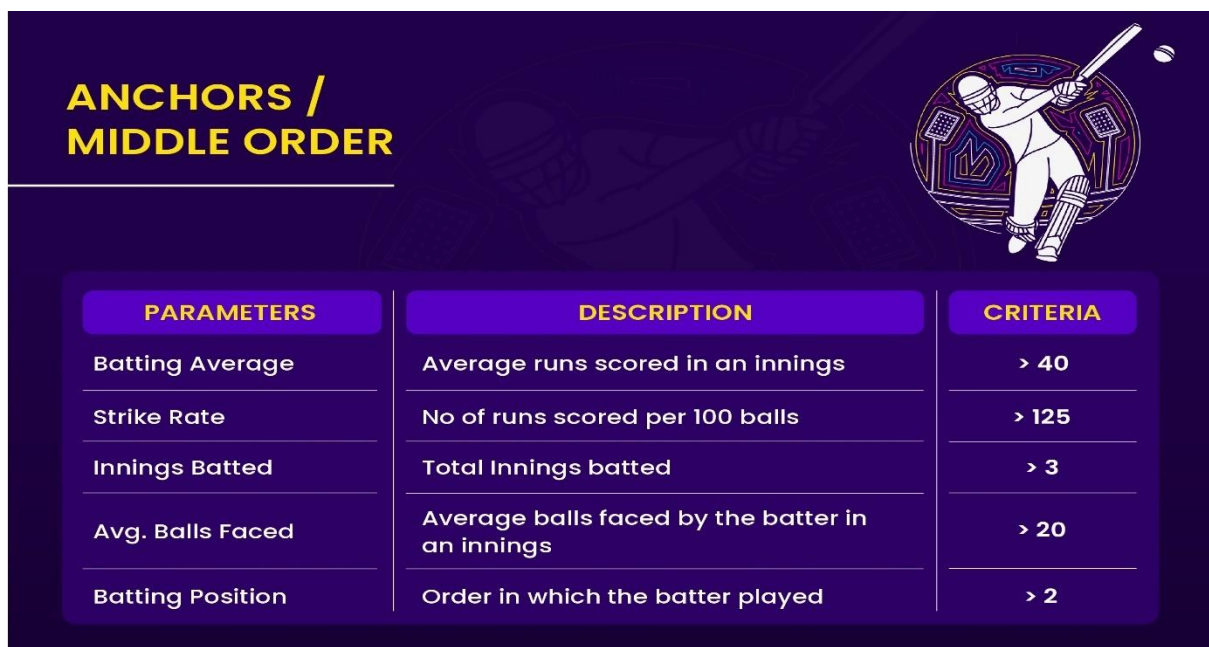 ANCHORS /
MIDDLE ORDER
PARAMETERS DESCRIPTION CRITERIA
Batting Average Average runs scored in an innings > 40
Strike Rate No of runs scored per 100 balls > 125
Innings Batted Total Innings batted > 3
Avg. Balls Faced Average balls faced by the batter in
an innings > 20
Batting Position Order in which the batter played > 2